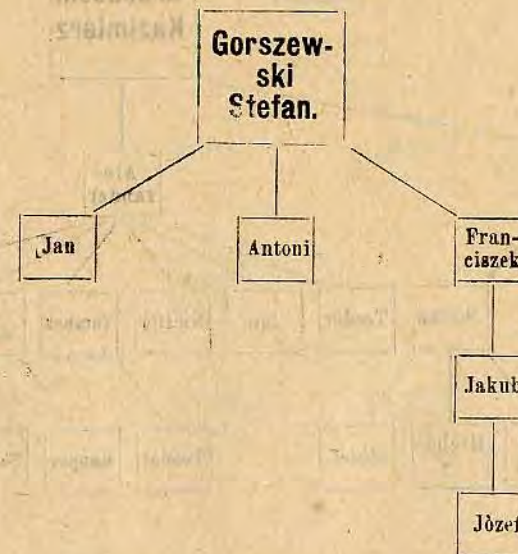 Gorszew-
ski
Stefan.
Jan
Antoni
Fran-
ciszek
Jakub
Józef